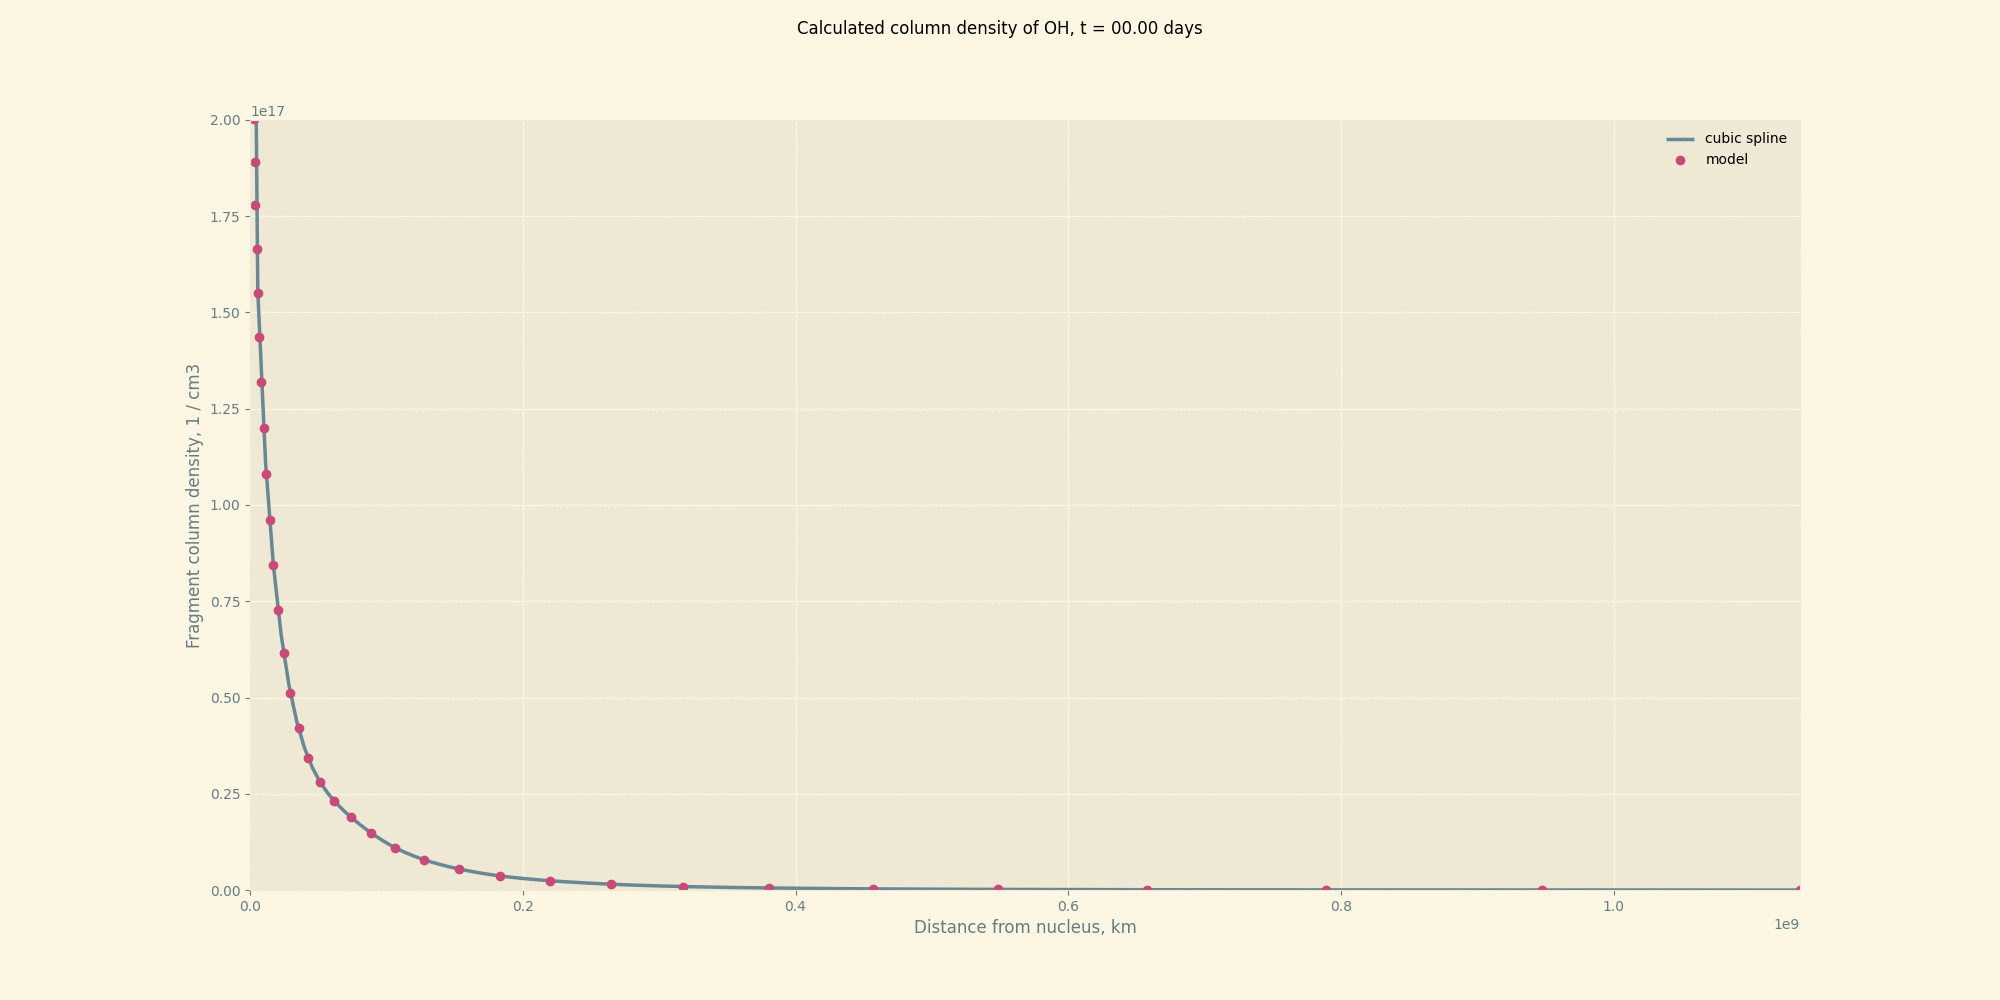 Calculated column density of OH, t = 00.00 days
1e17
2.00
1.75
1.50
1.25
1.00
0.75
0.50
0.25
0.00
Fragment column density, 1 / cm3
cubic spline
model
0.0
0.2
0.4
0.6
0.8
1.0
1e9
Distance from nucleus, km